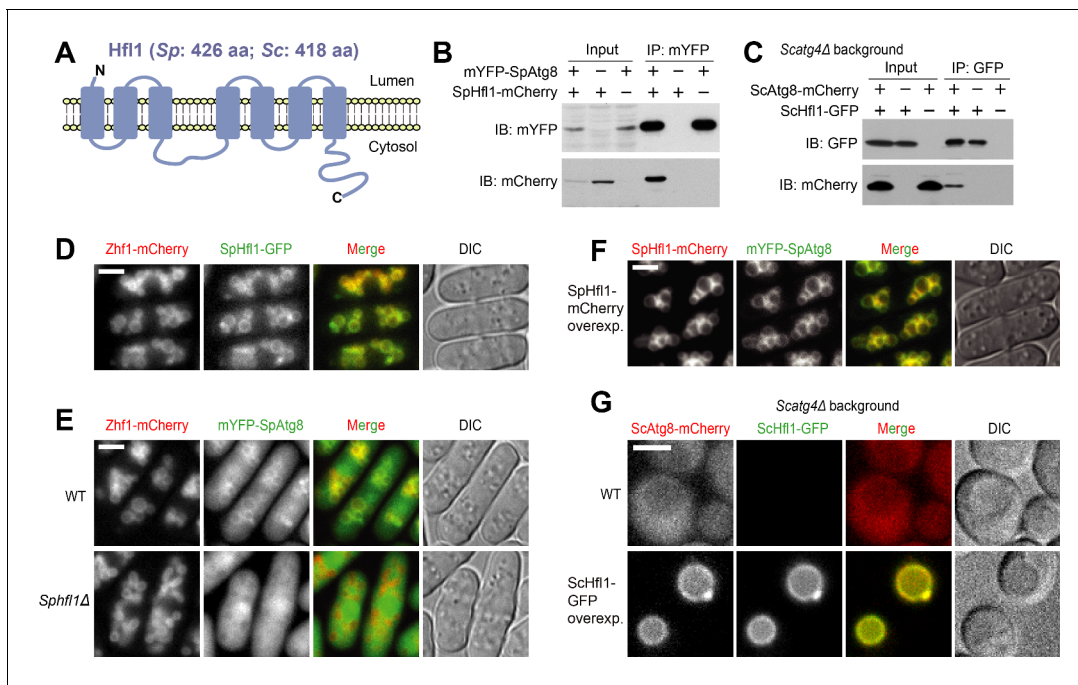 A
Hfl1 (Sp: 426 aa; Sc: 418 aa)
N
Lumen
Cytosol
C
B
Input IP: mYFP
mYFP-SpAtg8 + − + + − +
SpHfl1-mCherry + + − + + −
IB: mYFP
IB: mCherry
C
Scatg4Δ background
Input IP: GFP
ScAtg8-mCherry + − + + − +
ScHfl1-GFP + + − + + −
IB: GFP
IB: mCherry
D
Zhf1-mCherry SpHfl1-GFP Merge DIC
E
Zhf1-mCherry mYFP-SpAtg8 Merge DIC
WT
Sphfl1Δ
F
SpHfl1-mCherry mYFP-SpAtg8 Merge DIC
SpHfl1-
mCherry
overexp.
G
Scatg4Δ background
ScAtg8-mCherry ScHfl1-GFP Merge DIC
WT
ScHfl1-
GFP
overexp.